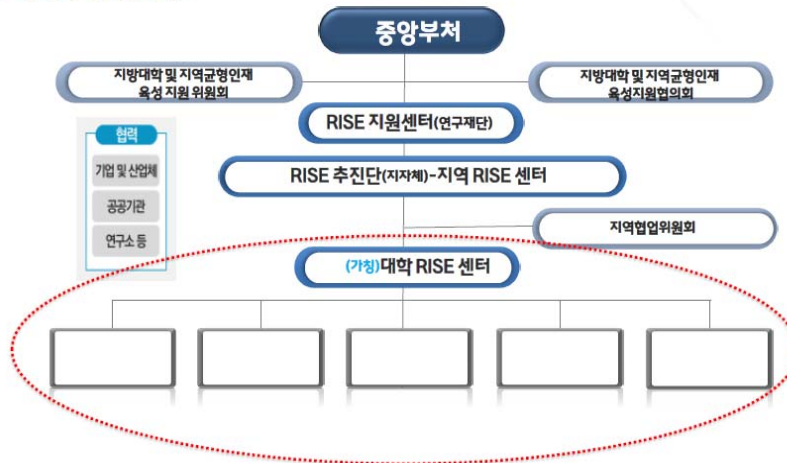 중앙부처
지방대학 및 지역균형인재
육성 지원 위원회
지방대학 및 지역균형인재
육성지원협의회
RISE 지원센터(연구재단)
협력
기업 및 산업체
공공기관
연구소 등
RISE 추진단(지자체)-지역 RISE 센터
지역협업위원회
(가칭)대학 RISE 센터